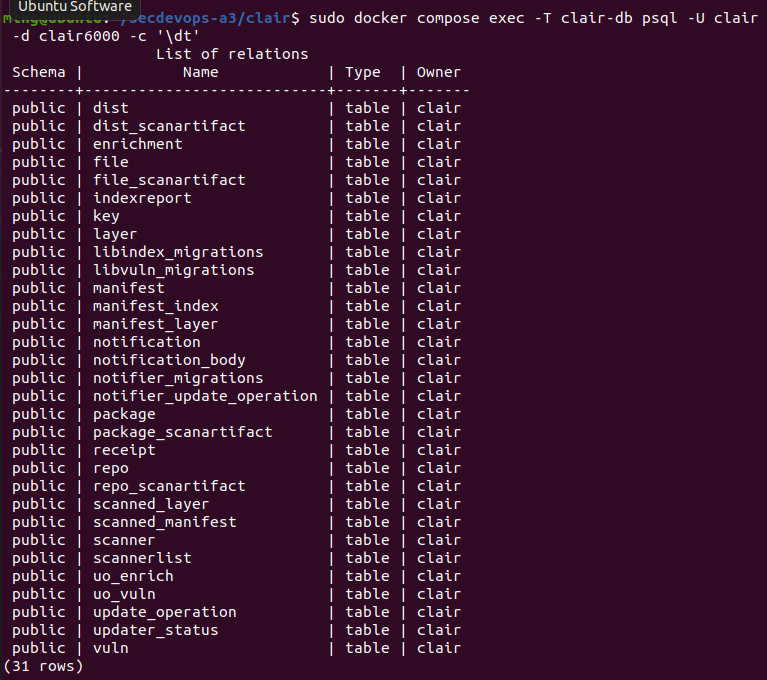 Ubuntu Software
/secdevops-a3/clair$ sudo docker compose exec -T clair-db psql -U clair
-d clair6000 -c '\dt'
List of relations
Schema | Name | Type | Owner
--------+---------------------------+-------+-------
public | dist | table | clair
public | dist_scanartifact | table | clair
public | enrichment | table | clair
public | file | table | clair
public | file_scanartifact | table | clair
public | indexreport | table | clair
public | key | table | clair
public | layer | table | clair
public | libindex_migrations | table | clair
public | libvuln_migrations | table | clair
public | manifest | table | clair
public | manifest_index | table | clair
public | manifest_layer | table | clair
public | notification | table | clair
public | notification_body | table | clair
public | notifier_migrations | table | clair
public | notifier_update_operation | table | clair
public | package | table | clair
public | package_scanartifact | table | clair
public | receipt | table | clair
public | repo | table | clair
public | repo_scanartifact | table | clair
public | scanned_layer | table | clair
public | scanned_manifest | table | clair
public | scanner | table | clair
public | scannerlist | table | clair
public | uo_enrich | table | clair
public | uo_vuln | table | clair
public | update_operation | table | clair
public | updater_status | table | clair
public | vuln | table | clair
(31 rows)